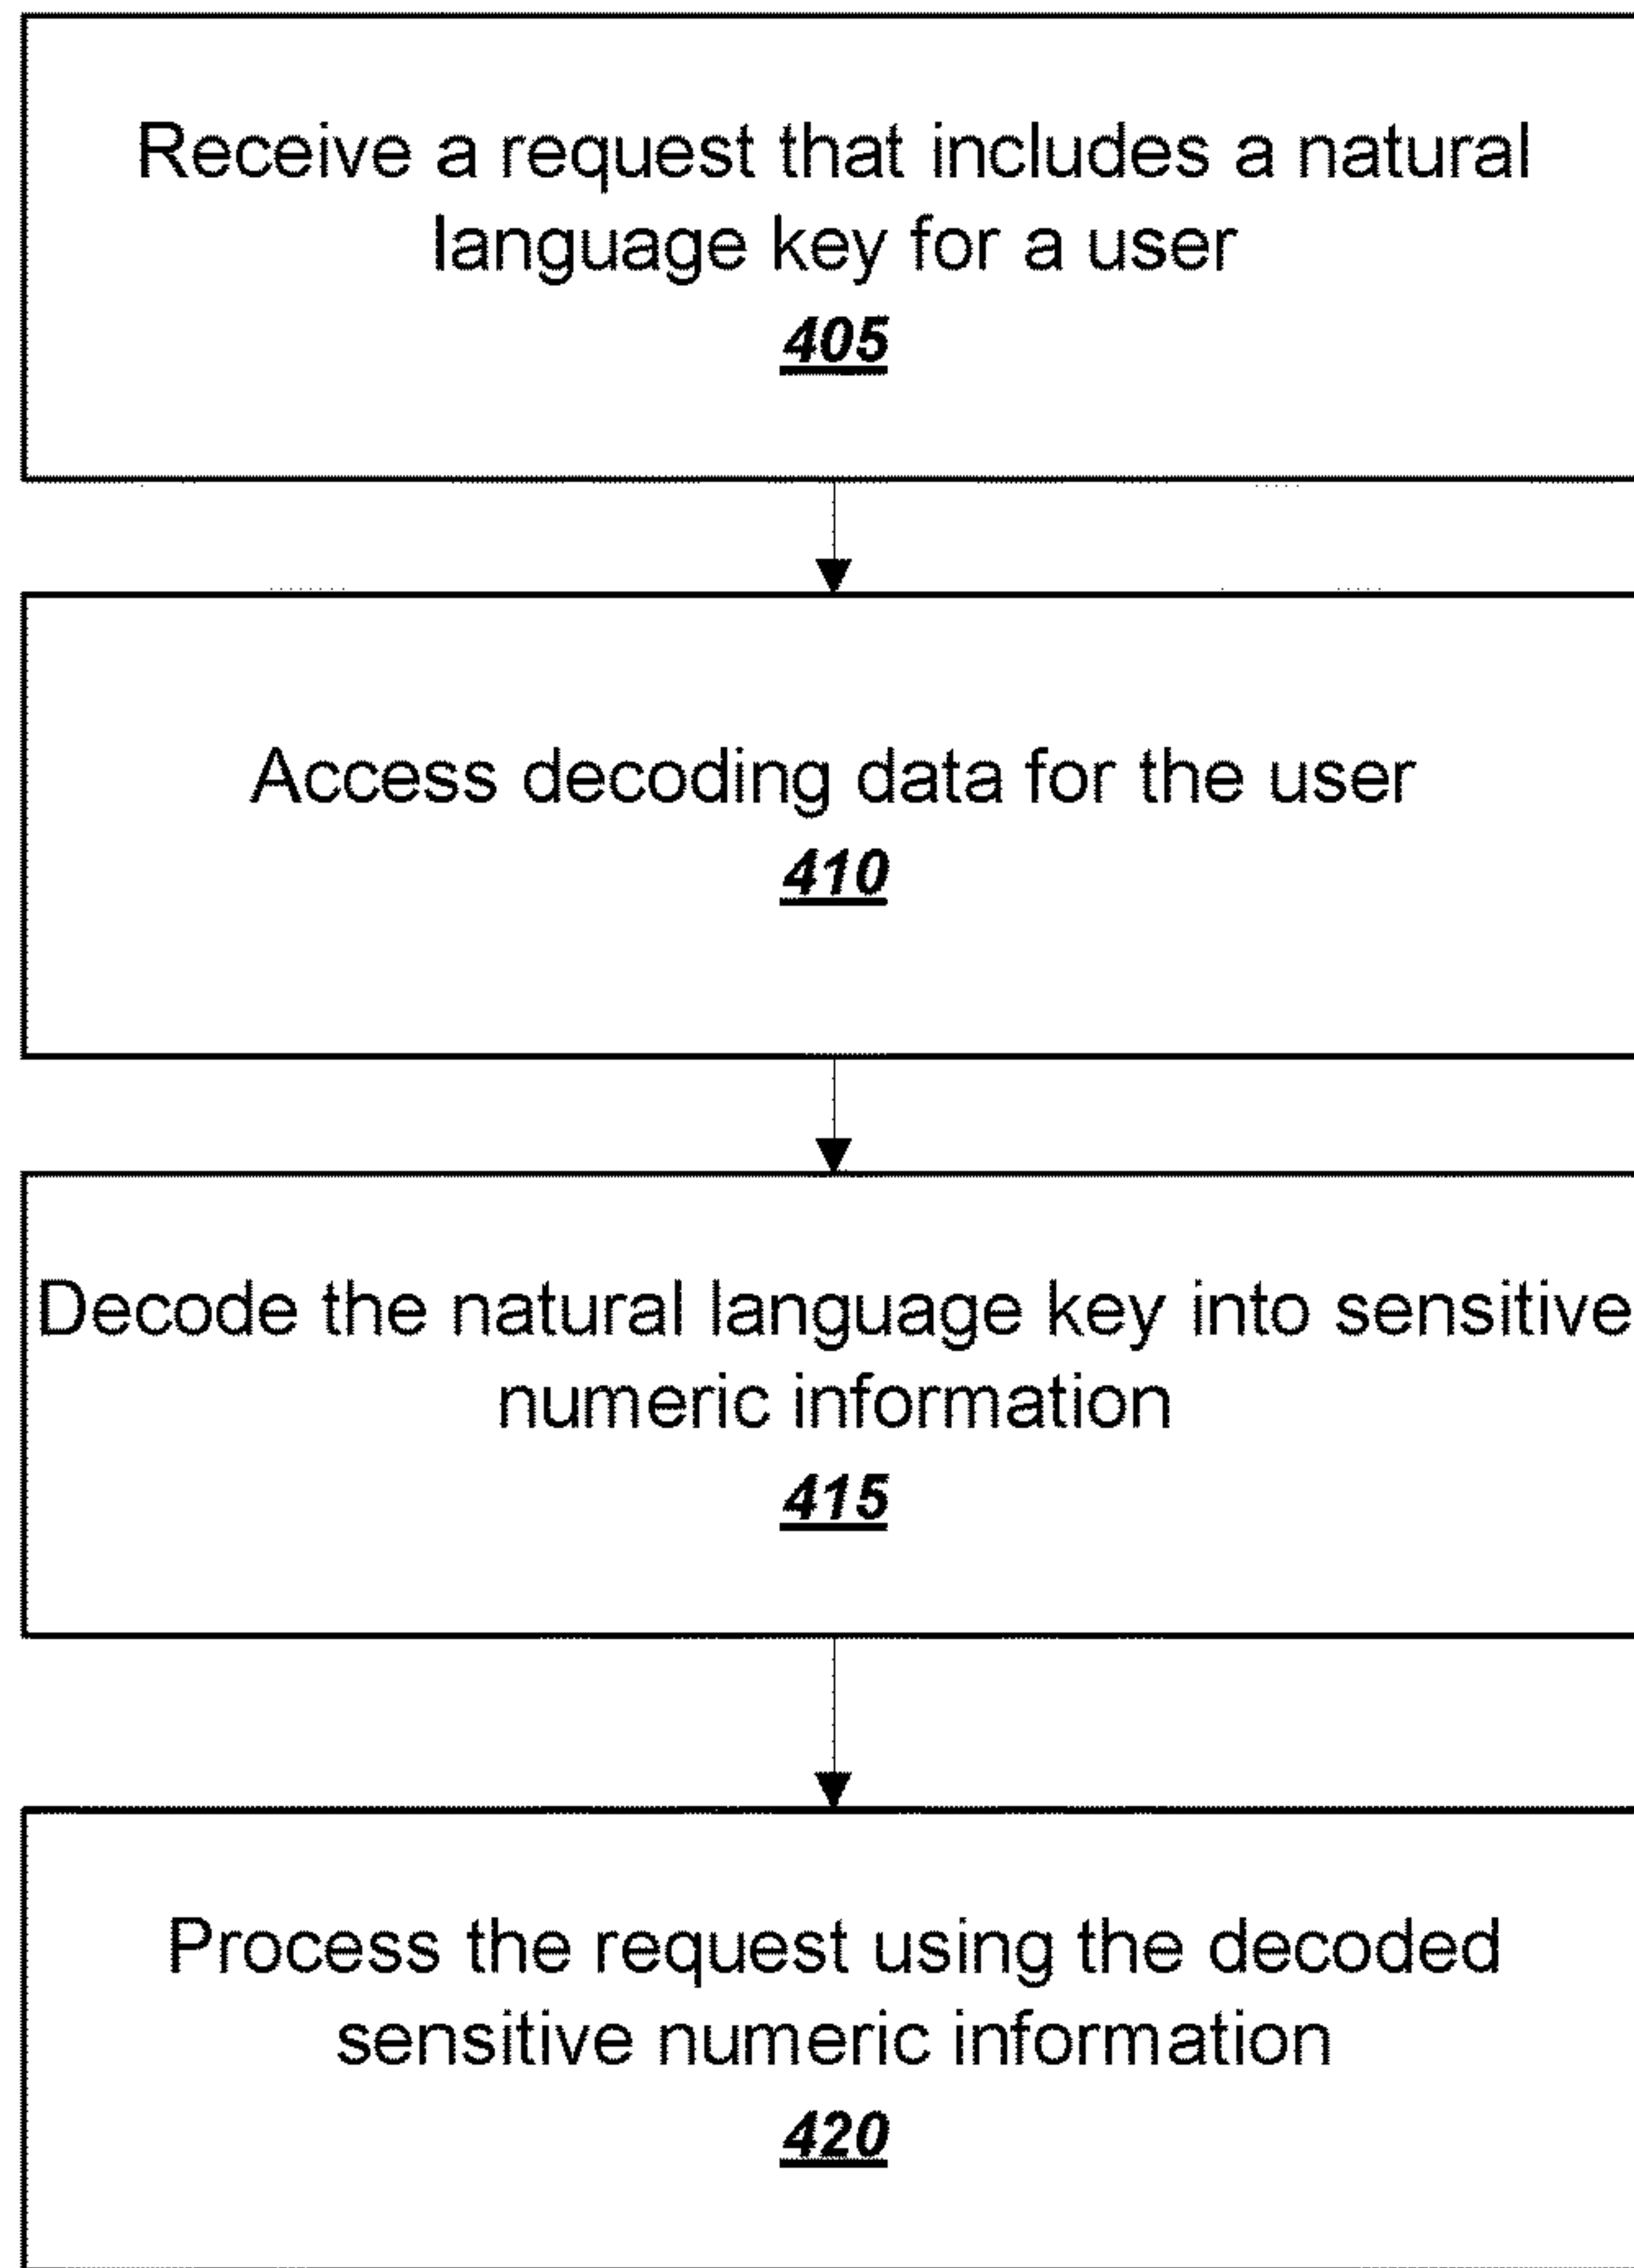 Receive a request that includes a natural
language key for a user
405
Access decoding data for the user
410
Decode the natural language key into sensitive
numeric information
415
Process the request using the decoded
sensitive numeric information
420